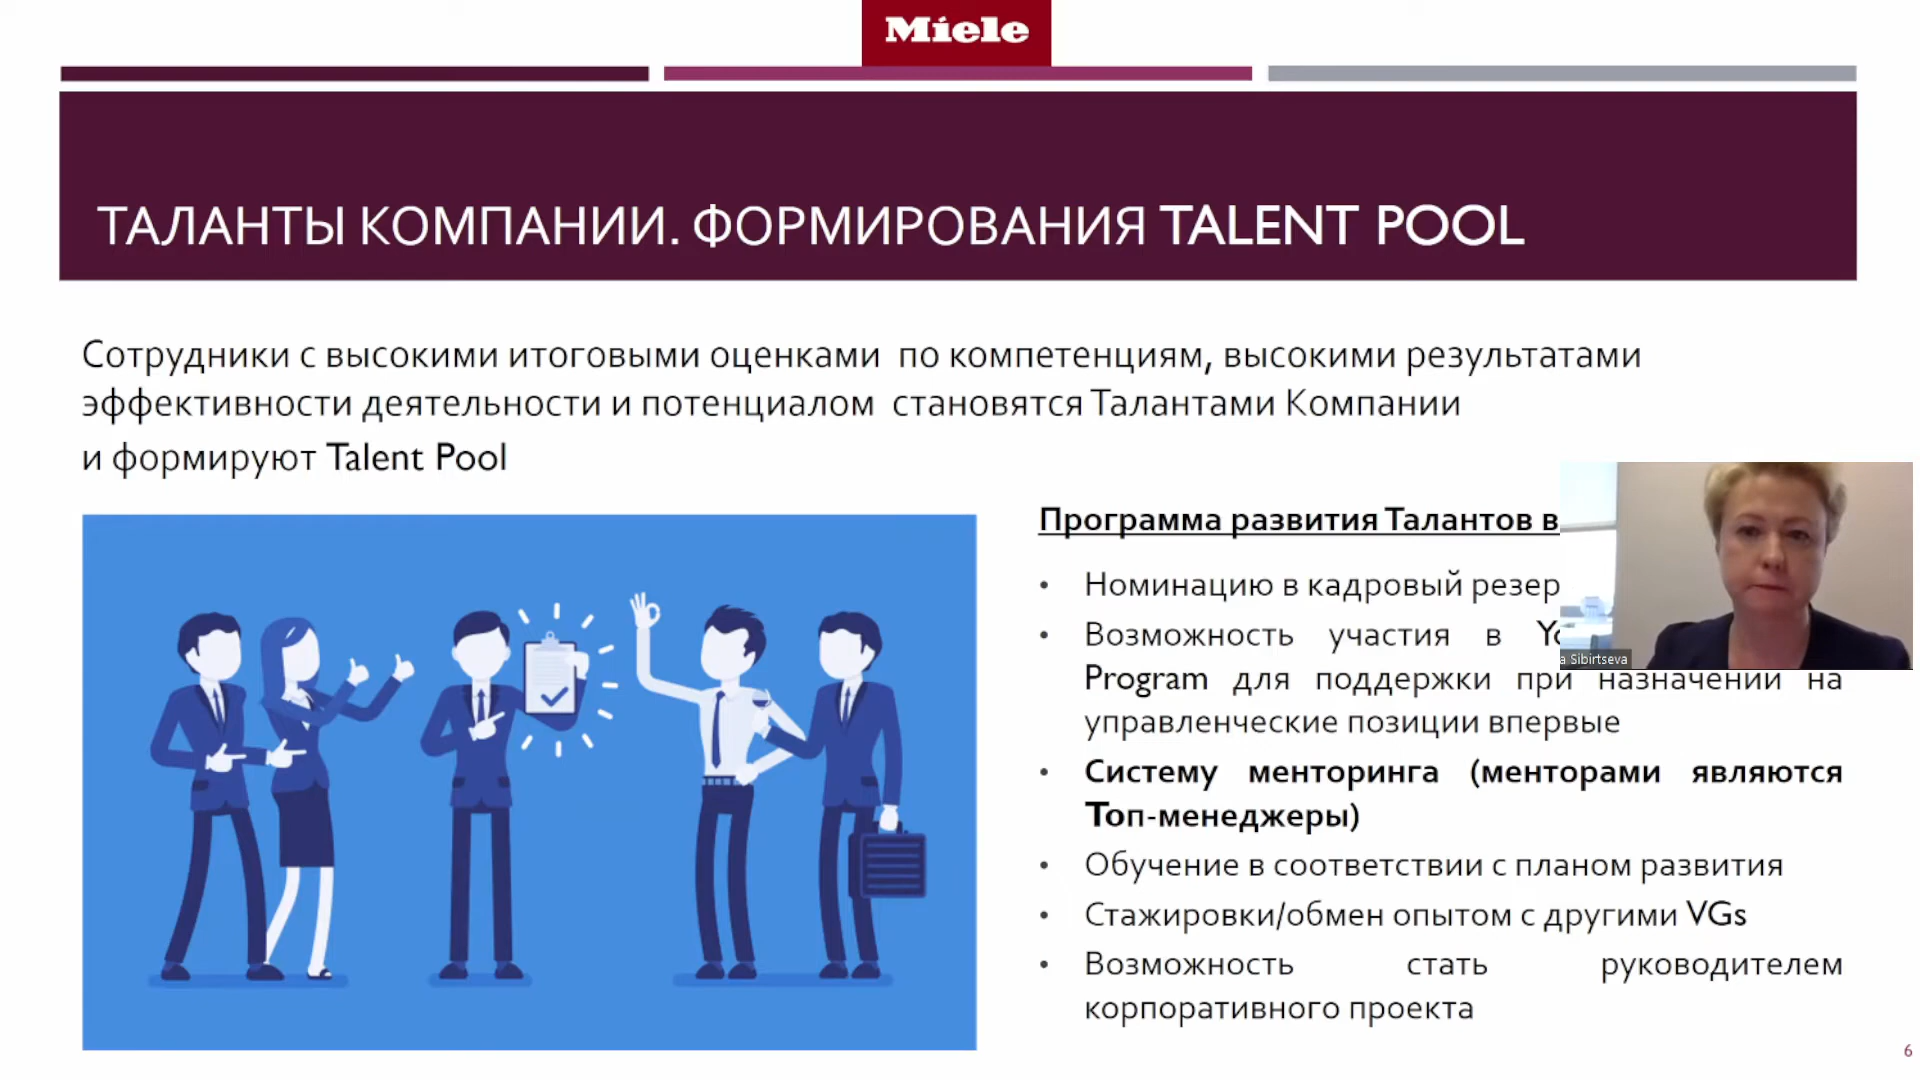 Miele
ТАЛАНТЫ КОМПАНИИ. ФОРМИРОВАНИЯ TALENT POOL
Сотрудники с высокими итоговыми оценками по компетенциям, высокими результатами
эффективности деятельности и потенциалом становятся Талантами Компании
и формируют Talent Pool
Программа развития Талантов в
• Номинацию в кадровый
• Возможность участия в
Program для поддержки при назначении на
управленческие позиции впервые
• Систему менторинга (менторами являются
Топ-менеджеры)
• Обучение в соответствии с планом развития
• Стажировки/обмен опытом с другими VGs
• Возможность стать руководителем
корпоративного проекта
a Sibirtseva
6